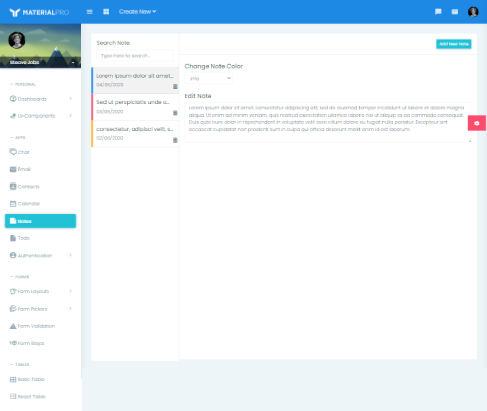 MATERIALPRO
Create New
Steave Jobs
PERSONAL
Dashboards
Ui-Components
APPS
Chat
Email
Contacts
Calendar
Notes
Todo
Authentication
FORMS
Form Layouts
Form Pickers
Form Validation
Form Steps
TABLES
Basic Table
React Table
Search Note
Type here to search...
Lorem ipsum dolor sit amet...
04/06/2020
Sed ut perspiciatis unde o...
03/06/2020
consectetur, adipisci velit, s...
02/06/2020
Add New Note
Change Note Color
Info
Edit Note
Lorem ipsum dolor sit amet, consectetur adipisicing elit, sed do eiusmod tempor incididunt ut labore et dolore magna
aliqua. Ut enim ad minim veniam, quis nostrud exercitation ullamco laboris nisi ut aliquip ex ea commodo consequat.
Duis aute irure dolor in reprehenderit in voluptate velit esse cillum dolore eu fugiat nulla pariatur. Excepteur sint
occaecat cupidatat non proident, sunt in culpa qui officia deserunt mollit anim id est laborum.